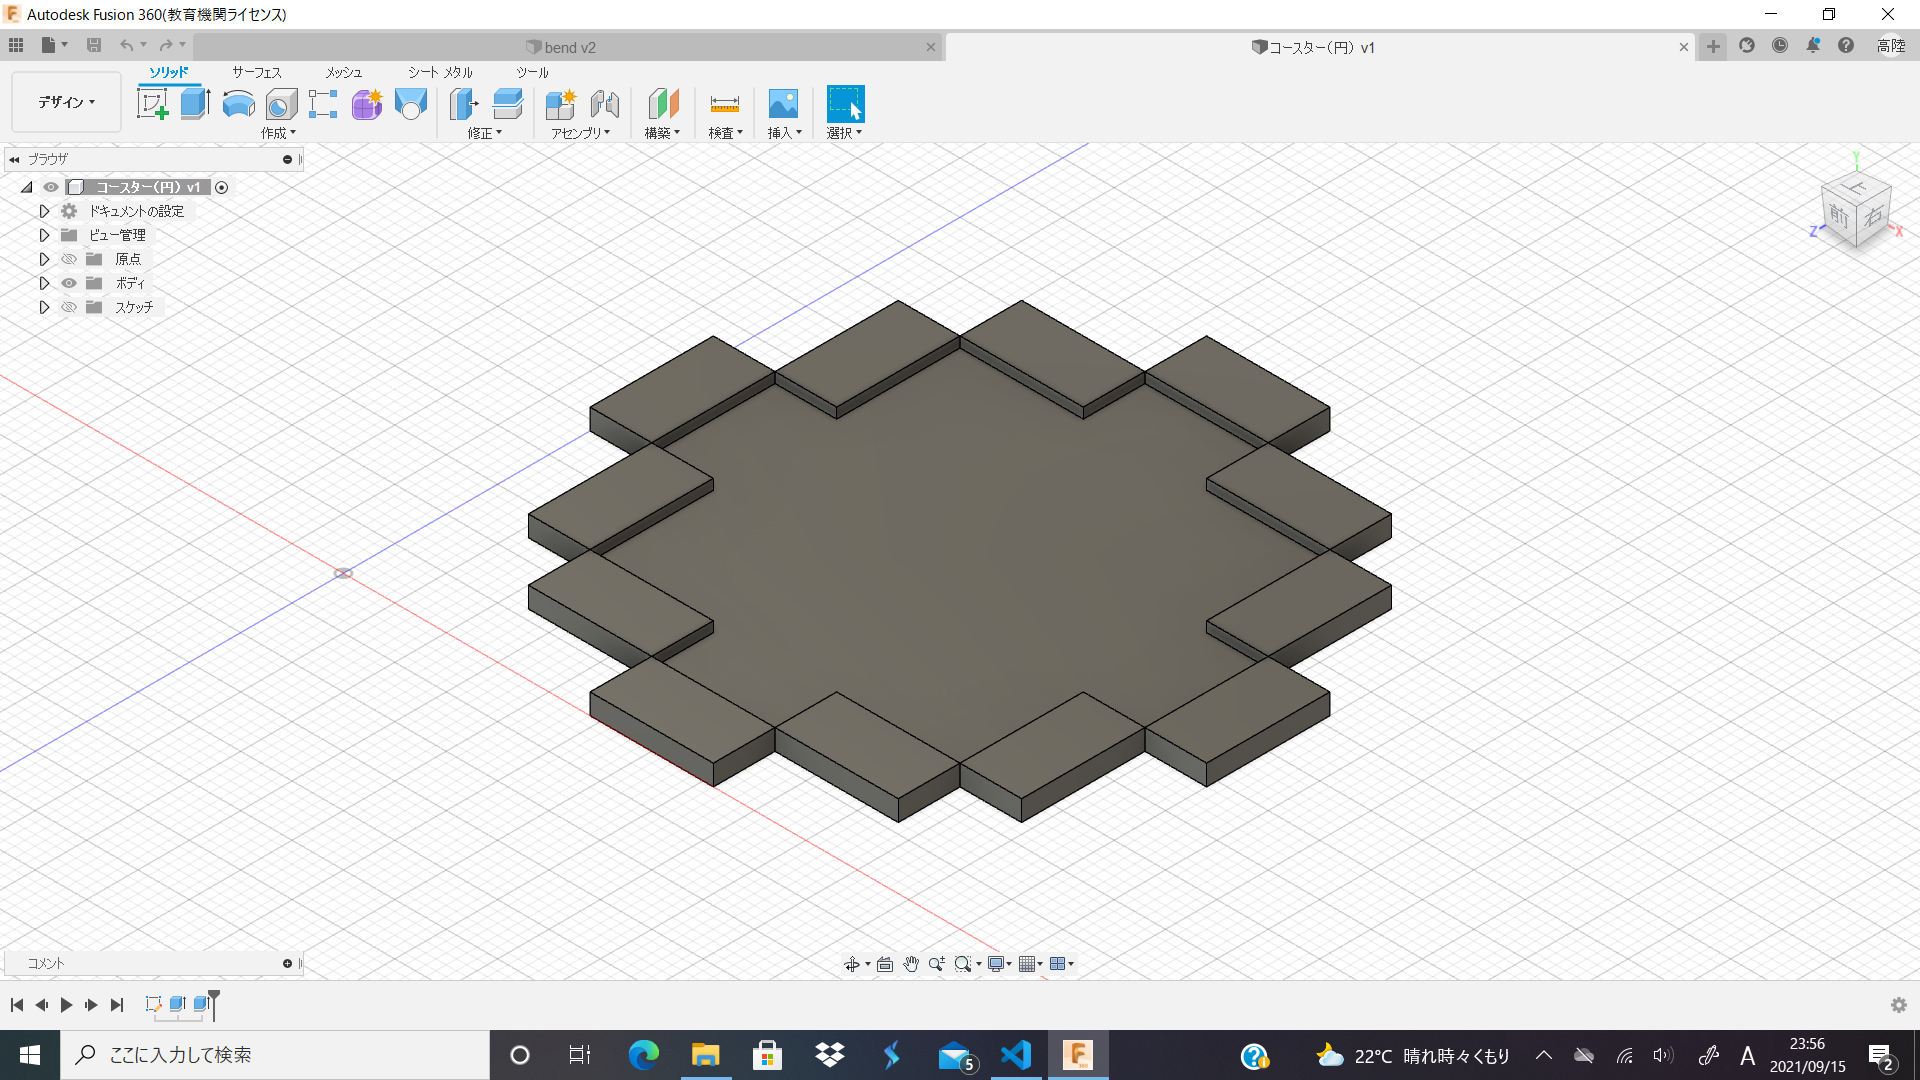 Autodesk Fusion 360(教育機関ライセンス)
bend v2
コースター(円) v1
高陸
デザイン
ソリッド サーフェス メッシュ シート メタル ツール
作成 修正 アセンブリ 構築 検査 挿入 選択
ブラウザ
コースター(円) v1
ドキュメントの設定
ビュー管理
原点
ボディ
スケッチ
Y
上
前 右
Z X
コメント
ここに入力して検索
5
22℃ 晴れ時々くもり
A
23:56
2021/09/15
2